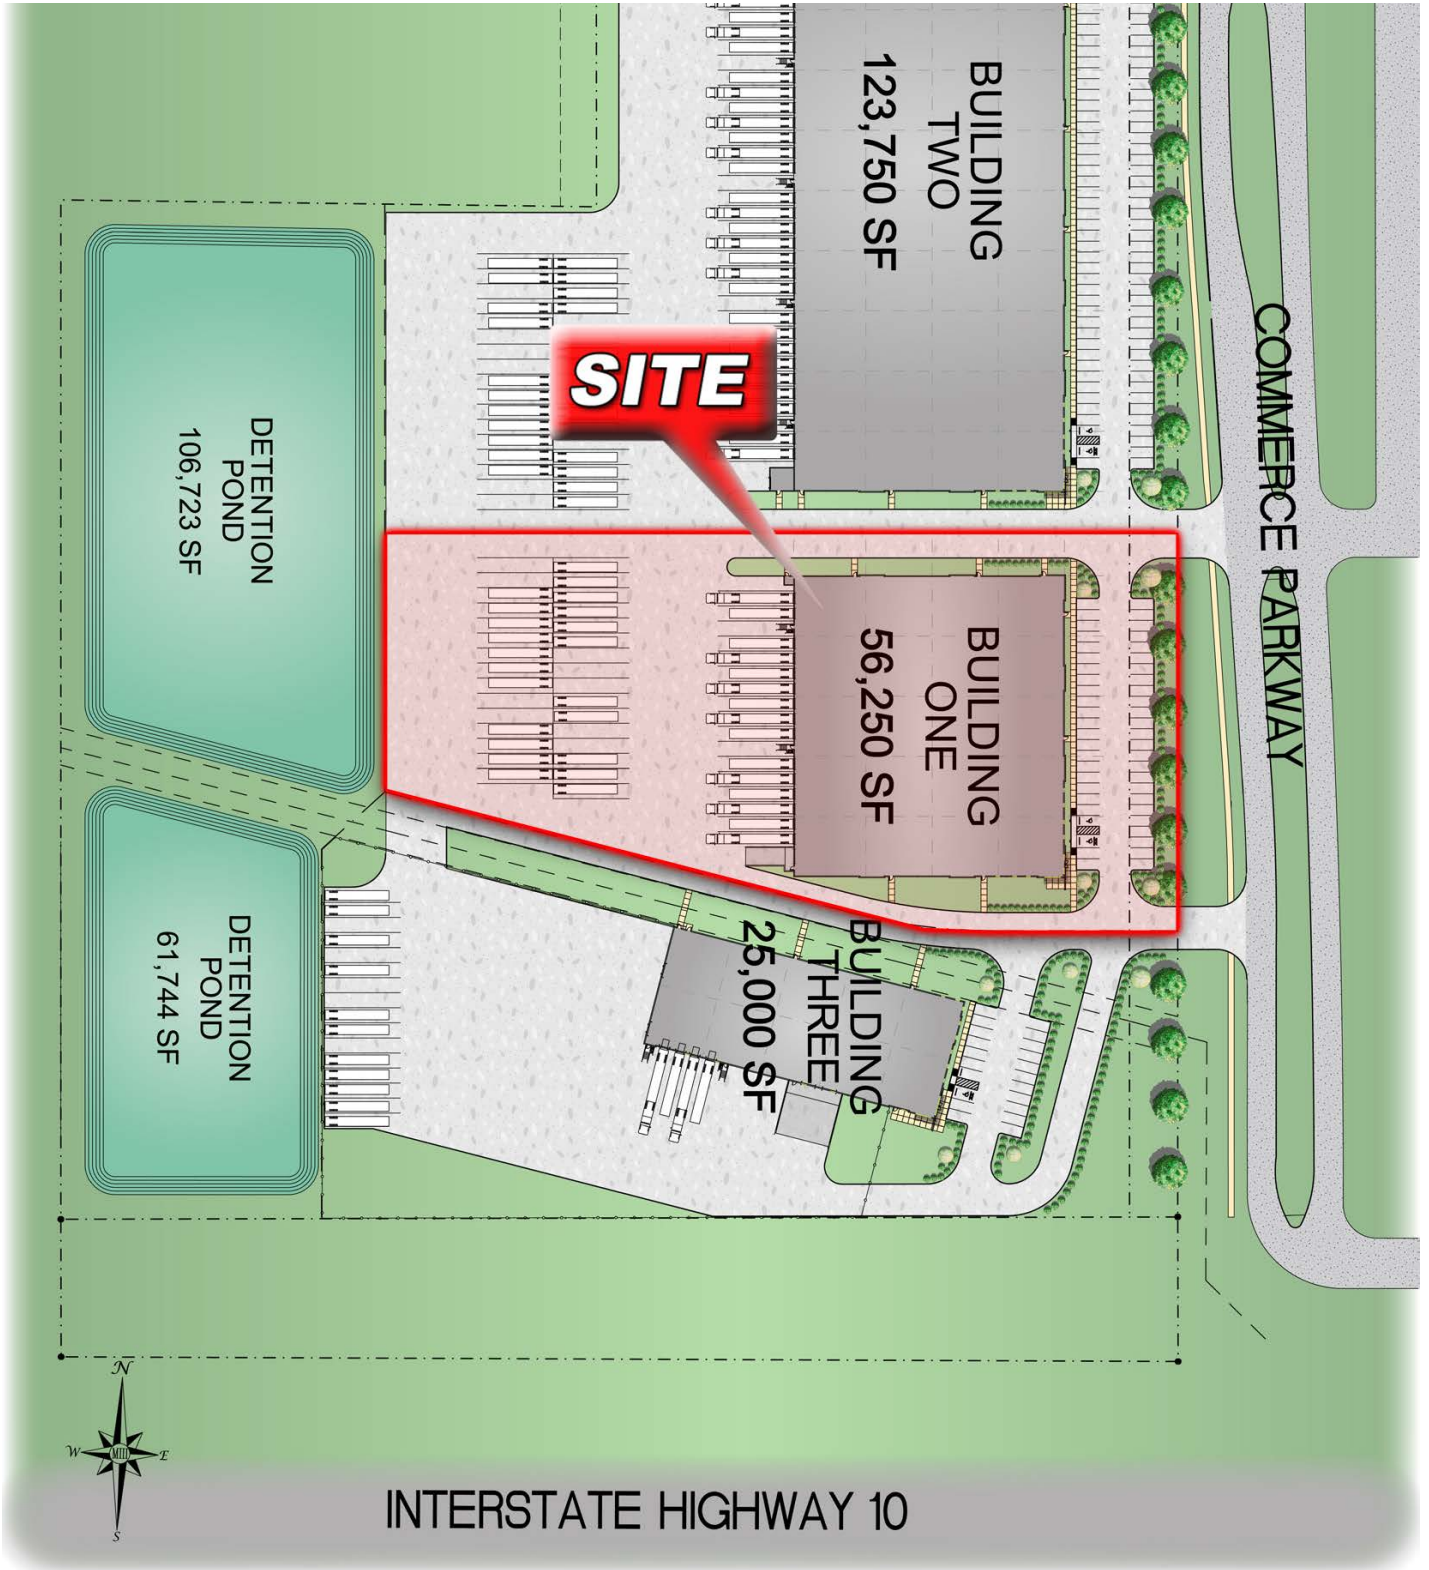 BUILDING
TWO
123,750 SF
COMMERCE PARKWAY
SITE
DETENTION
POND
106,723 SF
BUILDING
ONE
56,250 SF
DETENTION
POND
61,744 SF
BUILDING
THREE
25,000 SF
N
W
E
S
INTERSTATE HIGHWAY 10